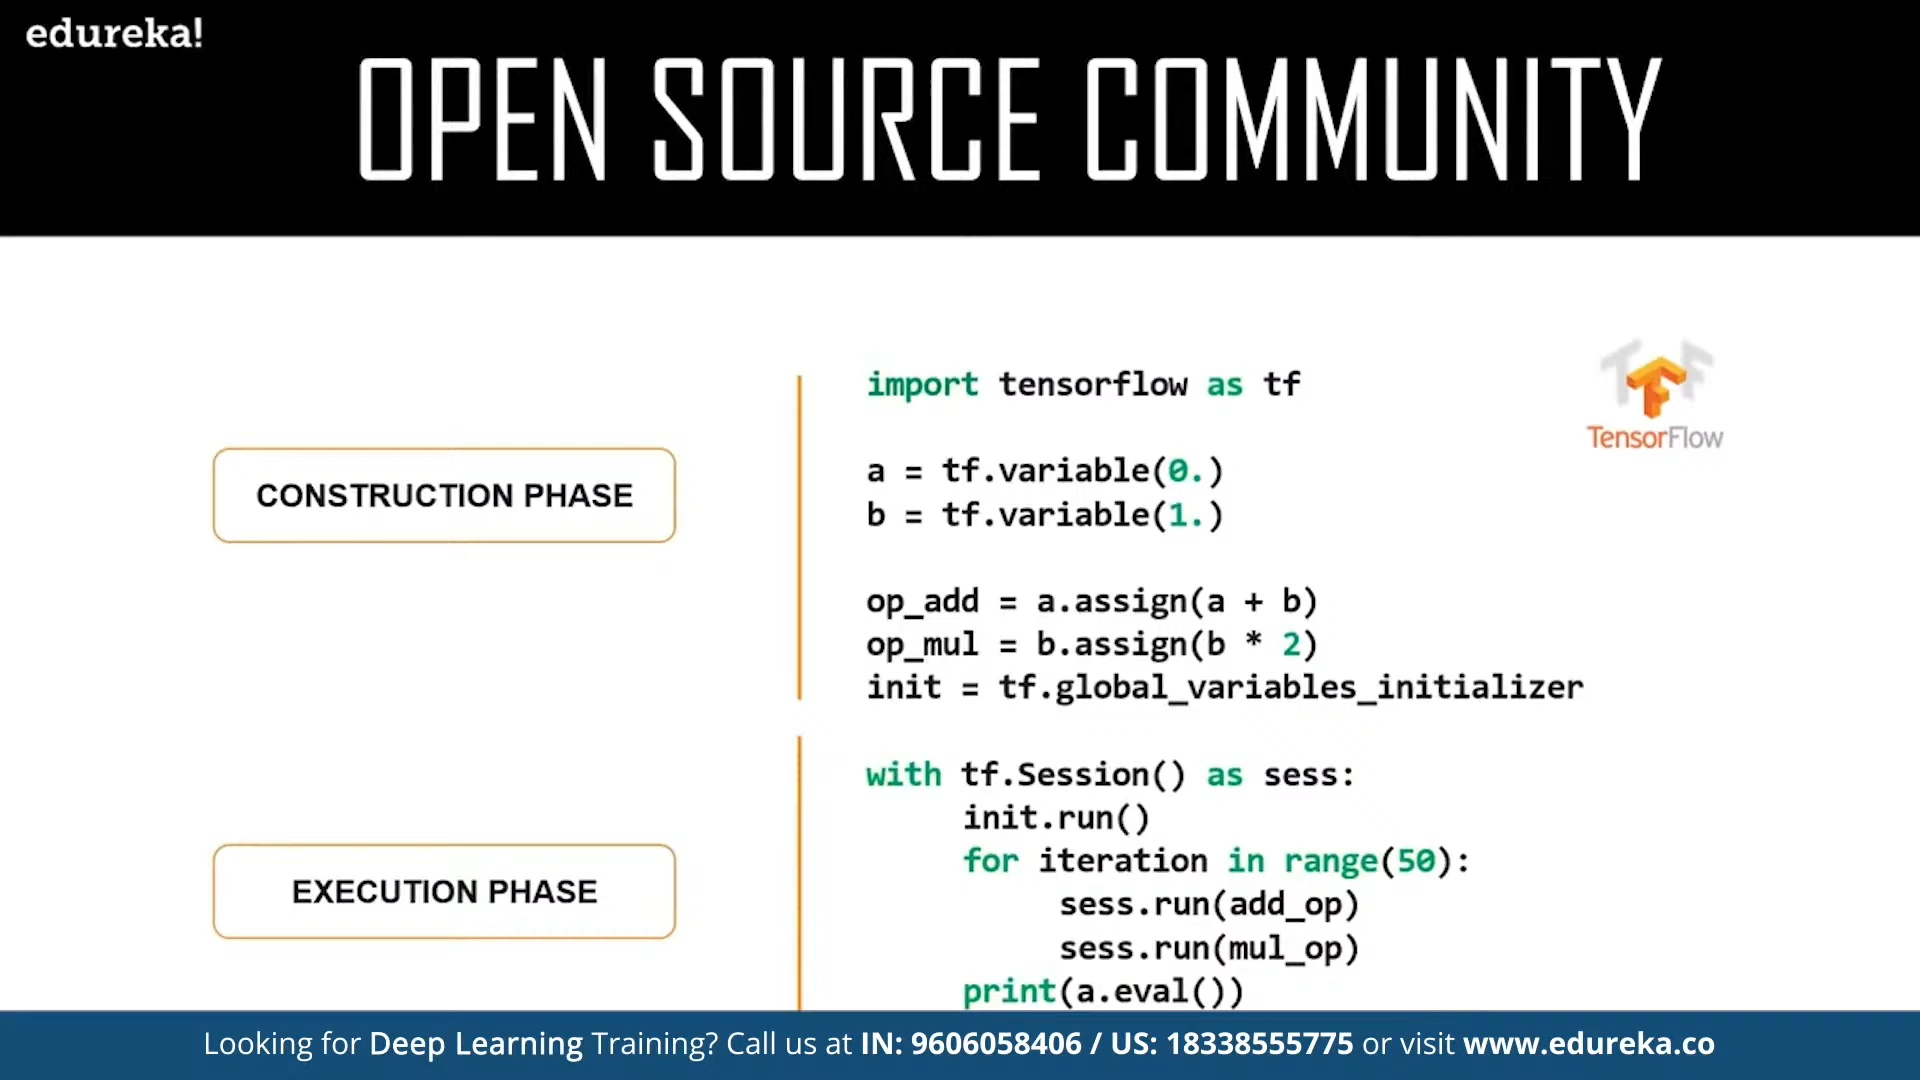 edureka!
OPEN SOURCE COMMUNITY
TensorFlow
CONSTRUCTION PHASE
import tensorflow as tf
a = tf.variable(0.)
b = tf.variable(1.)
op_add = a.assign(a + b)
op_mul = b.assign(b * 2)
init = tf.global_variables_initializer
EXECUTION PHASE
with tf.Session() as sess:
init.run()
for iteration in range(50):
sess.run(add_op)
sess.run(mul_op)
print(a.eval())
Looking for Deep Learning Training? Call us at IN: 9606058406 / US: 18338555775 or visit www.edureka.co